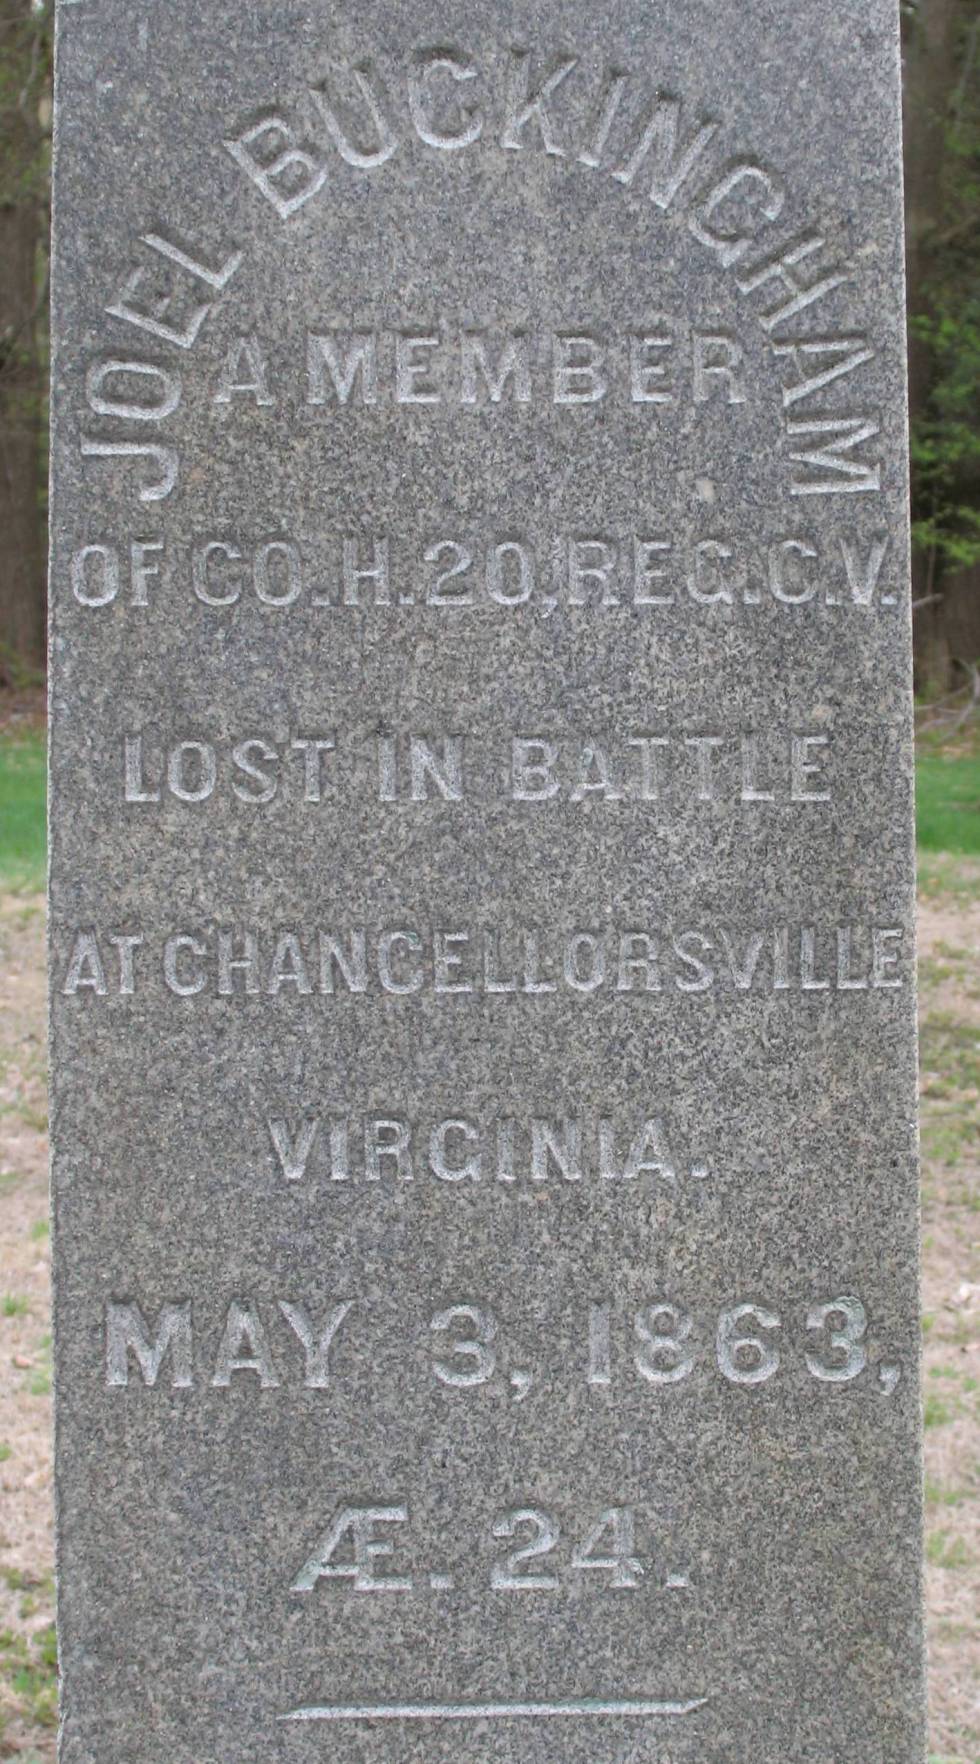 JOEL BUCKINGHAM
A MEMBER
OF CO. H. 20, REG. C.V.
LOST IN BATTLE
AT CHANCELLORSVILLE
VIRGINIA.
MAY 3, 1863,
Æ. 24.